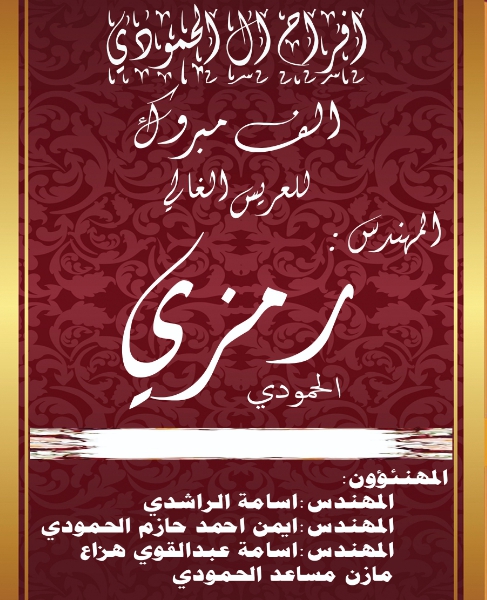 افراح ال الحمودي
الف مبروك
للعريس الغالي
المهندس :
رمزي
الحمودي
المهنئوون:
المهندس:اسامة الراشدي
المهندس:ايمن احمد حازم الحمودي
المهندس:اسامة عبدالقوي هزاع
مازن مساعد الحمودي